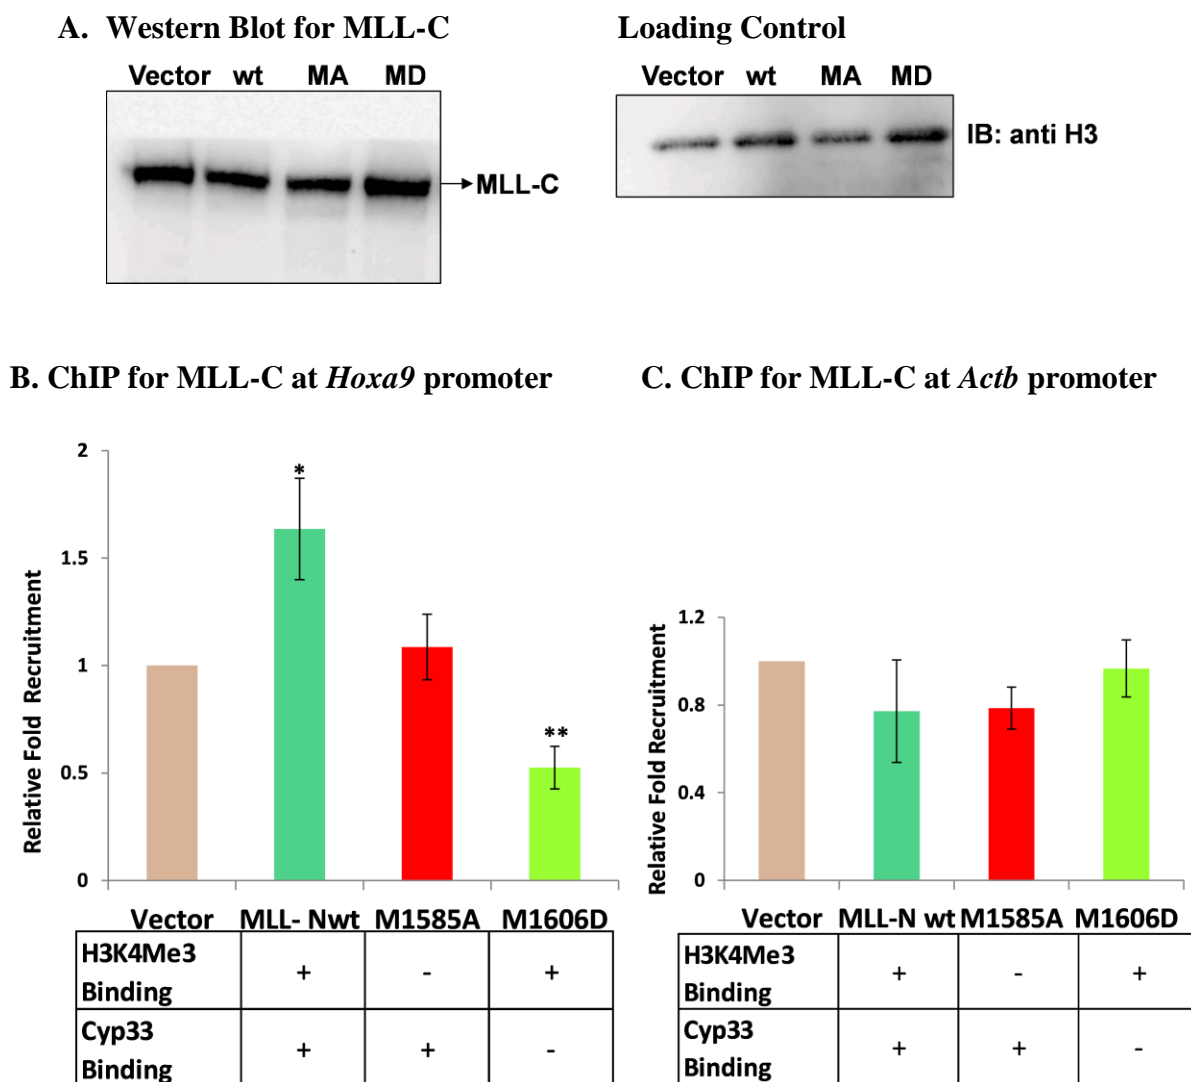 A. Western Blot for MLL-C
Loading Control
Vector wt MA MD
MLL-C
Vector wt MA MD
IB: anti H3
B. ChIP for MLL-C at Hoxa9 promoter
C. ChIP for MLL-C at Actb promoter
Relative Fold Recruitment
2
1.5
1
0.5
0
*
**
Vector MLL- Nwt M1585A M1606D
H3K4Me3 Binding + - +
Cyp33 Binding + + -
Relative Fold Recruitment
1.2
0.8
0.4
0
Vector MLL-N wt M1585A M1606D
H3K4Me3 Binding + - +
Cyp33 Binding + + -